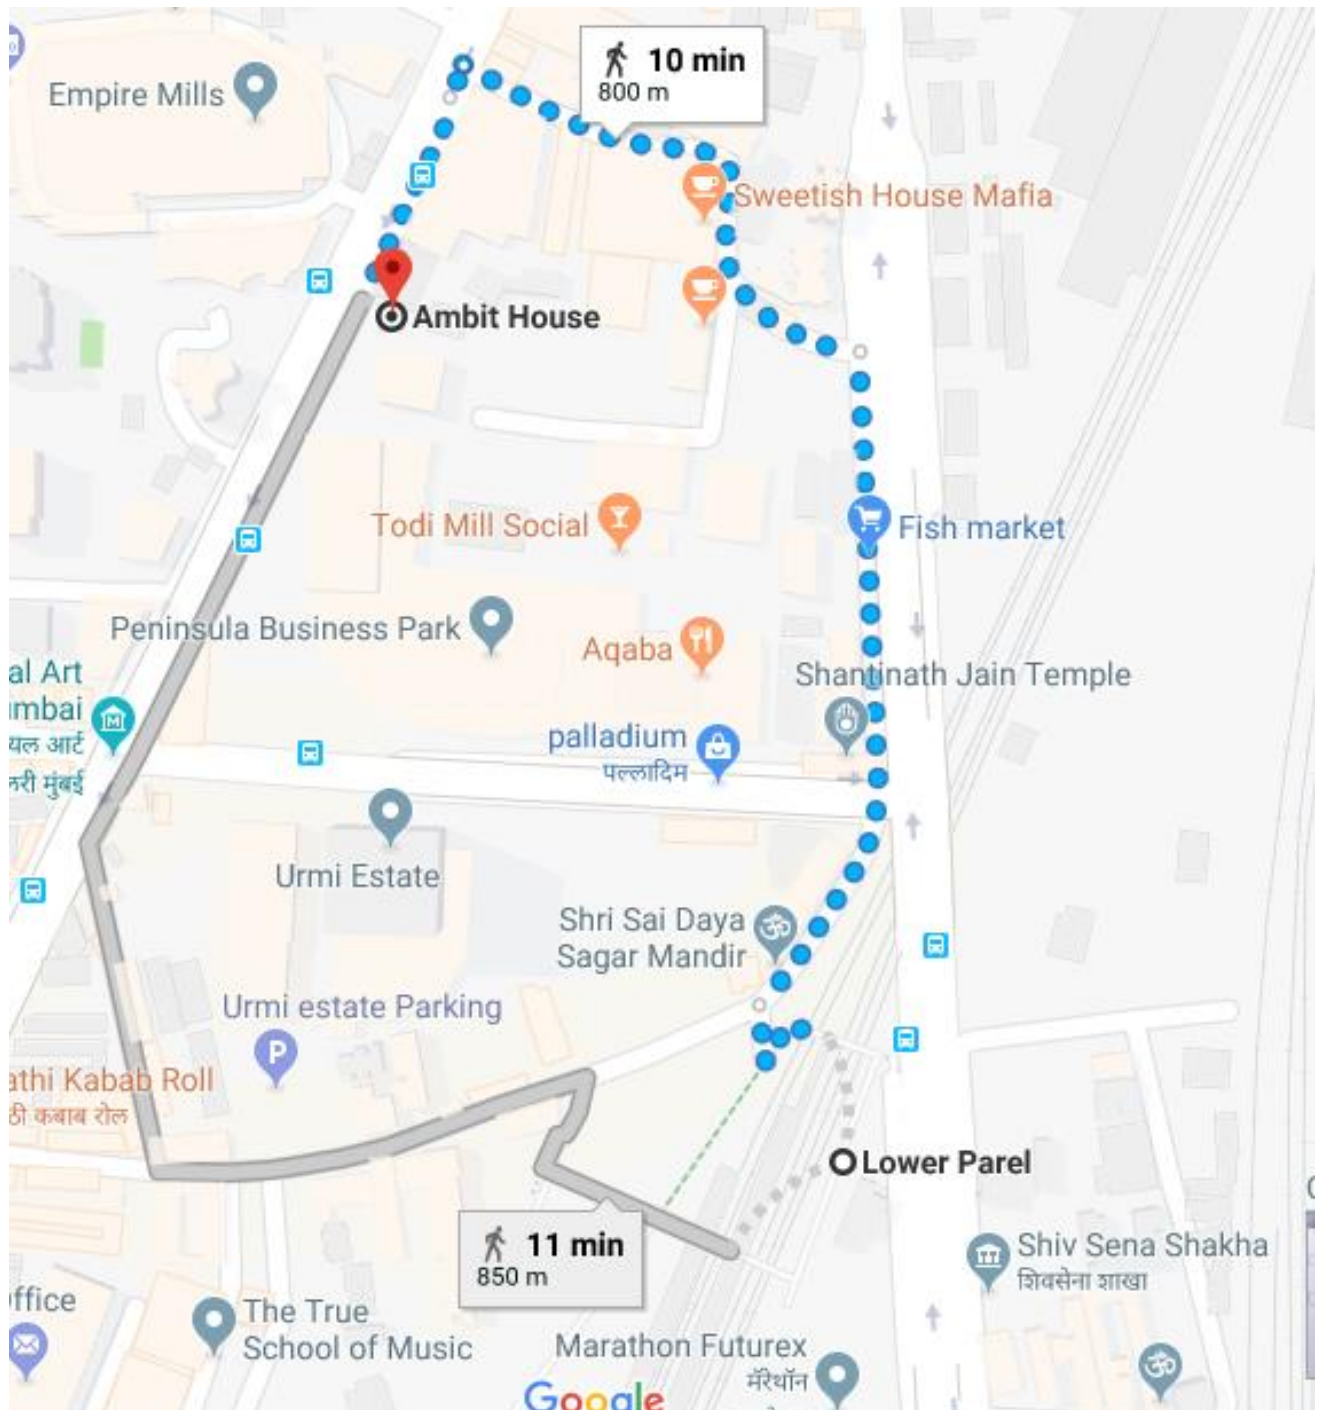 10 min
800 m
Empire Mills
Sweetish House Mafia
Ambit House
Todi Mill Social
Fish market
Peninsula Business Park
Aqaba
al Art
mbai
यल आर्ट
लरी मुंबई
Shantinath Jain Temple
palladium
पल्लादिम
Urmi Estate
Shri Sai Daya
Sagar Mandir
Urmi estate Parking
P
athi Kabab Roll
ठी कबाब रोल
Lower Parel
11 min
850 m
Shiv Sena Shakha
शिवसेना शाखा
ffice
The True
School of Music
Marathon Futurex
मॅरेथॉन
Google